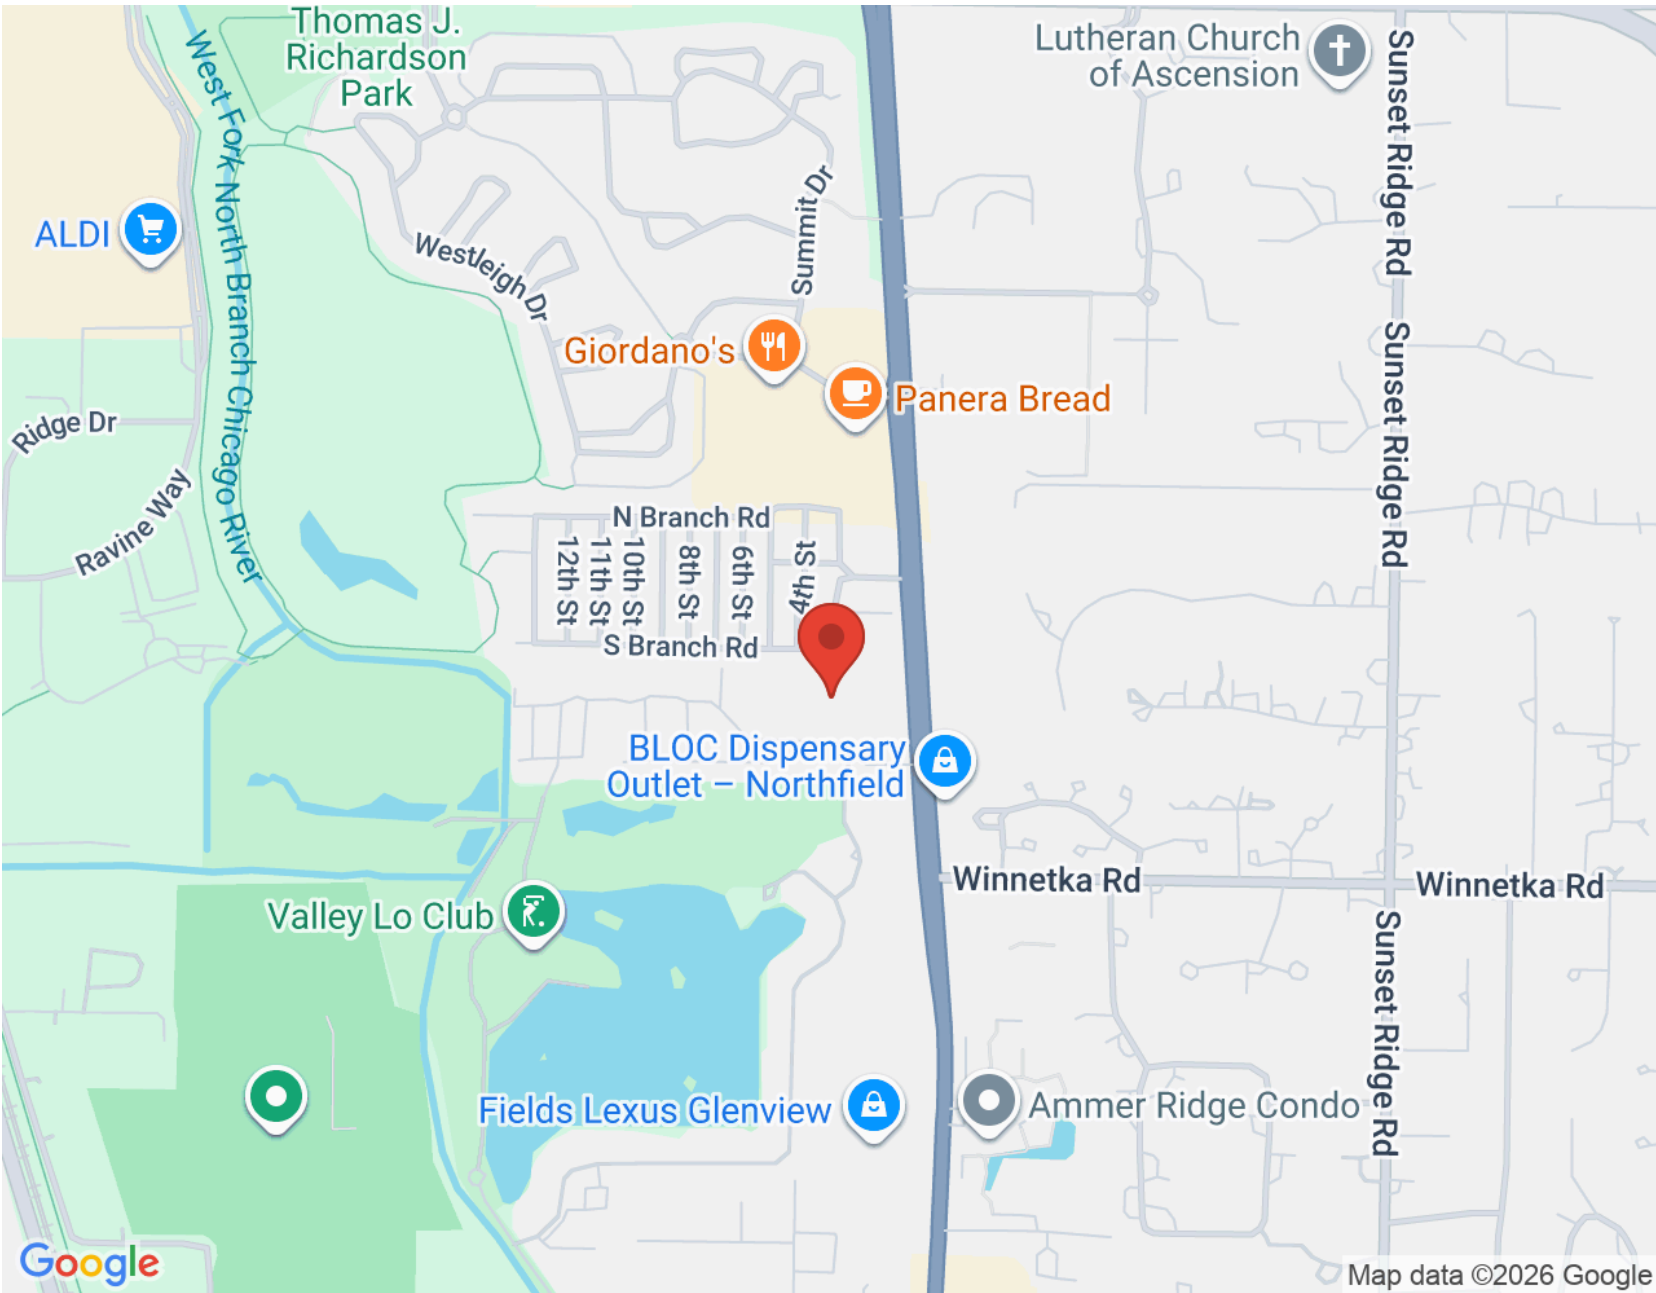 Thomas J.
Richardson
Park
Lutheran Church
of Ascension
Sunset Ridge Rd
West Fork North Branch Chicago River
ALDI
Summit Dr
Westleigh Dr
Giordano's
Panera Bread
Sunset Ridge Rd
Ridge Dr
Ravine Way
N Branch Rd
12th St
11th St
10th St
8th St
6th St
4th St
S Branch Rd
BLOC Dispensary
Outlet – Northfield
Winnetka Rd
Winnetka Rd
Valley Lo Club
Sunset Ridge Rd
Fields Lexus Glenview
Ammer Ridge Condo
Google
Map data ©2026 Google